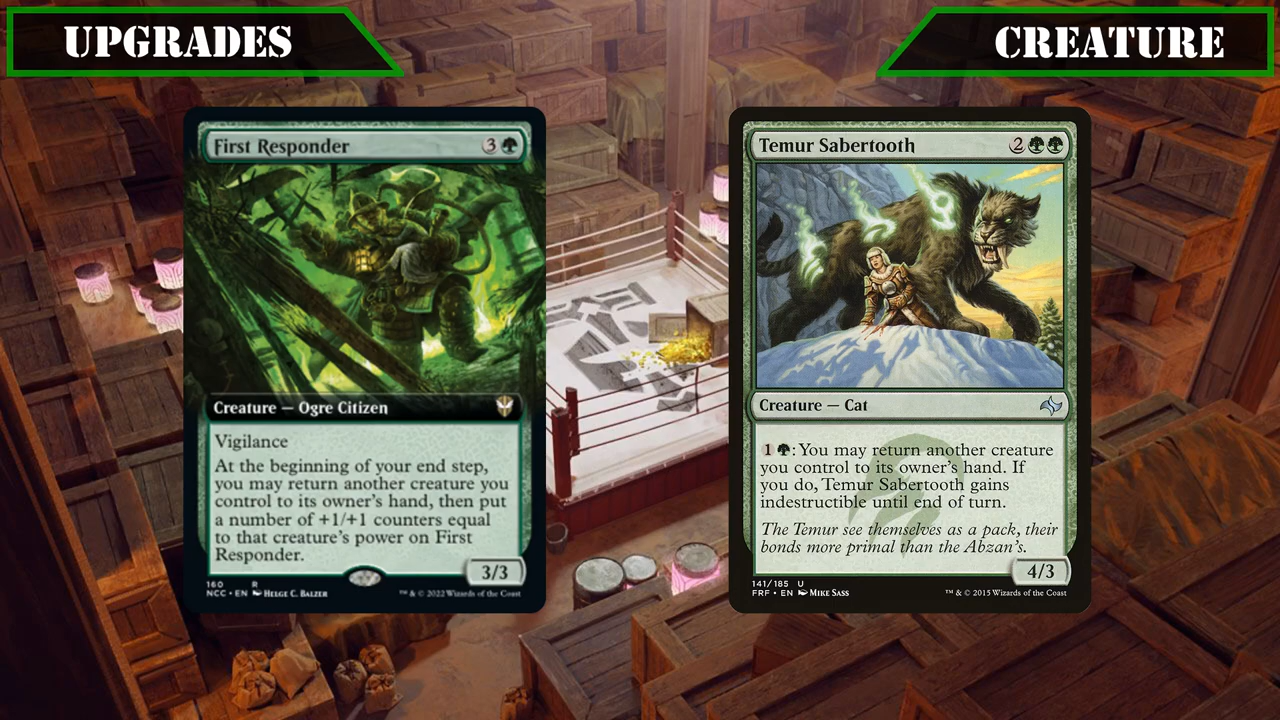 UPGRADES
CREATURE
First Responder 3
Creature — Ogre Citizen
Vigilance
At the beginning of your end step,
you may return another creature you
control to its owner's hand, then put
a number of +1/+1 counters equal
to that creature's power on First
Responder.
3/3
160 R
NCC • EN HELGE C. BALZER
™ & © 2022 Wizards of the Coast
Temur Sabertooth 2
Creature — Cat
1 : You may return another creature
you control to its owner's hand. If
you do, Temur Sabertooth gains
indestructible until end of turn.
The Temur see themselves as a pack, their
bonds more primal than the Abzan's.
4/3
141/185 U
FRF • EN MIKE SASS
™ & © 2015 Wizards of the Coast